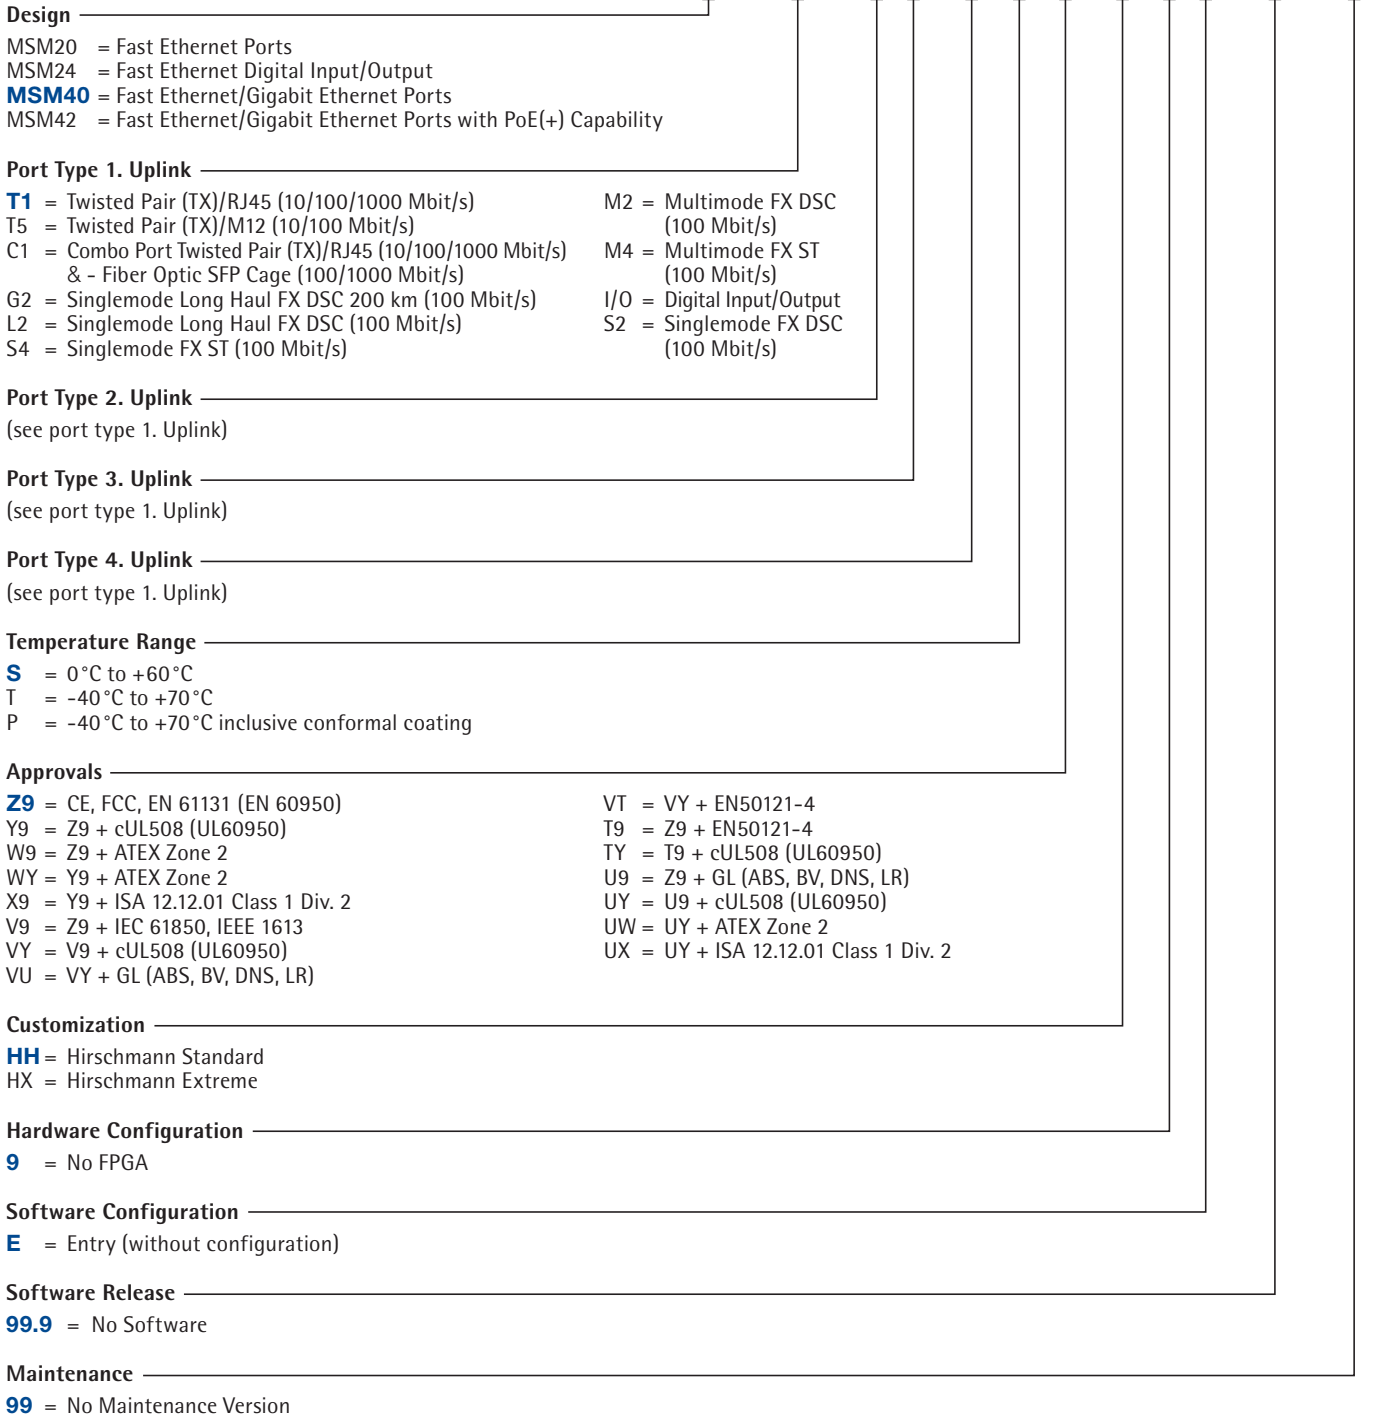 Design
MSM20 = Fast Ethernet Ports
MSM24 = Fast Ethernet Digital Input/Output
MSM40 = Fast Ethernet/Gigabit Ethernet Ports
MSM42 = Fast Ethernet/Gigabit Ethernet Ports with PoE(+) Capability
Port Type 1. Uplink
T1 = Twisted Pair (TX)/RJ45 (10/100/1000 Mbit/s)
T5 = Twisted Pair (TX)/M12 (10/100 Mbit/s)
C1 = Combo Port Twisted Pair (TX)/RJ45 (10/100/1000 Mbit/s)
& - Fiber Optic SFP Cage (100/1000 Mbit/s)
G2 = Singlemode Long Haul FX DSC 200 km (100 Mbit/s)
L2 = Singlemode Long Haul FX DSC (100 Mbit/s)
S4 = Singlemode FX ST (100 Mbit/s)
M2 = Multimode FX DSC
(100 Mbit/s)
M4 = Multimode FX ST
(100 Mbit/s)
I/O = Digital Input/Output
S2 = Singlemode FX DSC
(100 Mbit/s)
Port Type 2. Uplink
(see port type 1. Uplink)
Port Type 3. Uplink
(see port type 1. Uplink)
Port Type 4. Uplink
(see port type 1. Uplink)
Temperature Range
S = 0°C to +60°C
T = -40°C to +70°C
P = -40°C to +70°C inclusive conformal coating
Approvals
Z9 = CE, FCC, EN 61131 (EN 60950)
Y9 = Z9 + cUL508 (UL60950)
W9 = Z9 + ATEX Zone 2
WY = Y9 + ATEX Zone 2
X9 = Y9 + ISA 12.12.01 Class 1 Div. 2
V9 = Z9 + IEC 61850, IEEE 1613
VY = V9 + cUL508 (UL60950)
VU = VY + GL (ABS, BV, DNS, LR)
VT = VY + EN50121-4
T9 = Z9 + EN50121-4
TY = T9 + cUL508 (UL60950)
U9 = Z9 + GL (ABS, BV, DNS, LR)
UY = U9 + cUL508 (UL60950)
UW = UY + ATEX Zone 2
UX = UY + ISA 12.12.01 Class 1 Div. 2
Customization
HH = Hirschmann Standard
HX = Hirschmann Extreme
Hardware Configuration
9 = No FPGA
Software Configuration
E = Entry (without configuration)
Software Release
99.9 = No Software
Maintenance
99 = No Maintenance Version